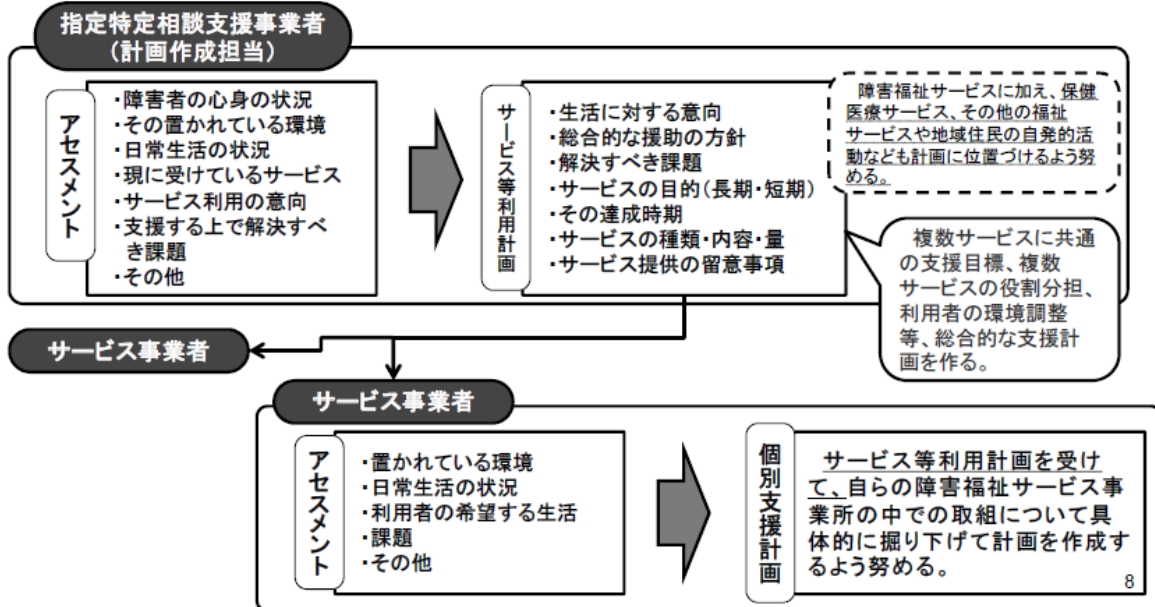 指定特定相談支援事業者
(計画作成担当)
アセスメント
・障害者の心身の状況
・その置かれている環境
・日常生活の状況
・現に受けているサービス
・サービス利用の意向
・支援する上で解決すべ
き課題
・その他
サービス等利用計画
・生活に対する意向
・総合的な援助の方針
・解決すべき課題
・サービスの目的(長期・短期)
・その達成時期
・サービスの種類・内容・量
・サービス提供の留意事項
障害福祉サービスに加え、保健
医療サービス、その他の福祉
サービスや地域住民の自発的活
動なども計画に位置づけるよう努
める。
複数サービスに共通
の支援目標、複数
サービスの役割分担、
利用者の環境調整
等、総合的な支援計
画を作る。
サービス事業者
サービス事業者
アセスメント
・置かれている環境
・日常生活の状況
・利用者の希望する生活
・課題
・その他
個別支援計画
サービス等利用計画を受け
て、自らの障害福祉サービス事
業所の中での取組について具
体的に掘り下げて計画を作成す
るよう努める。
8